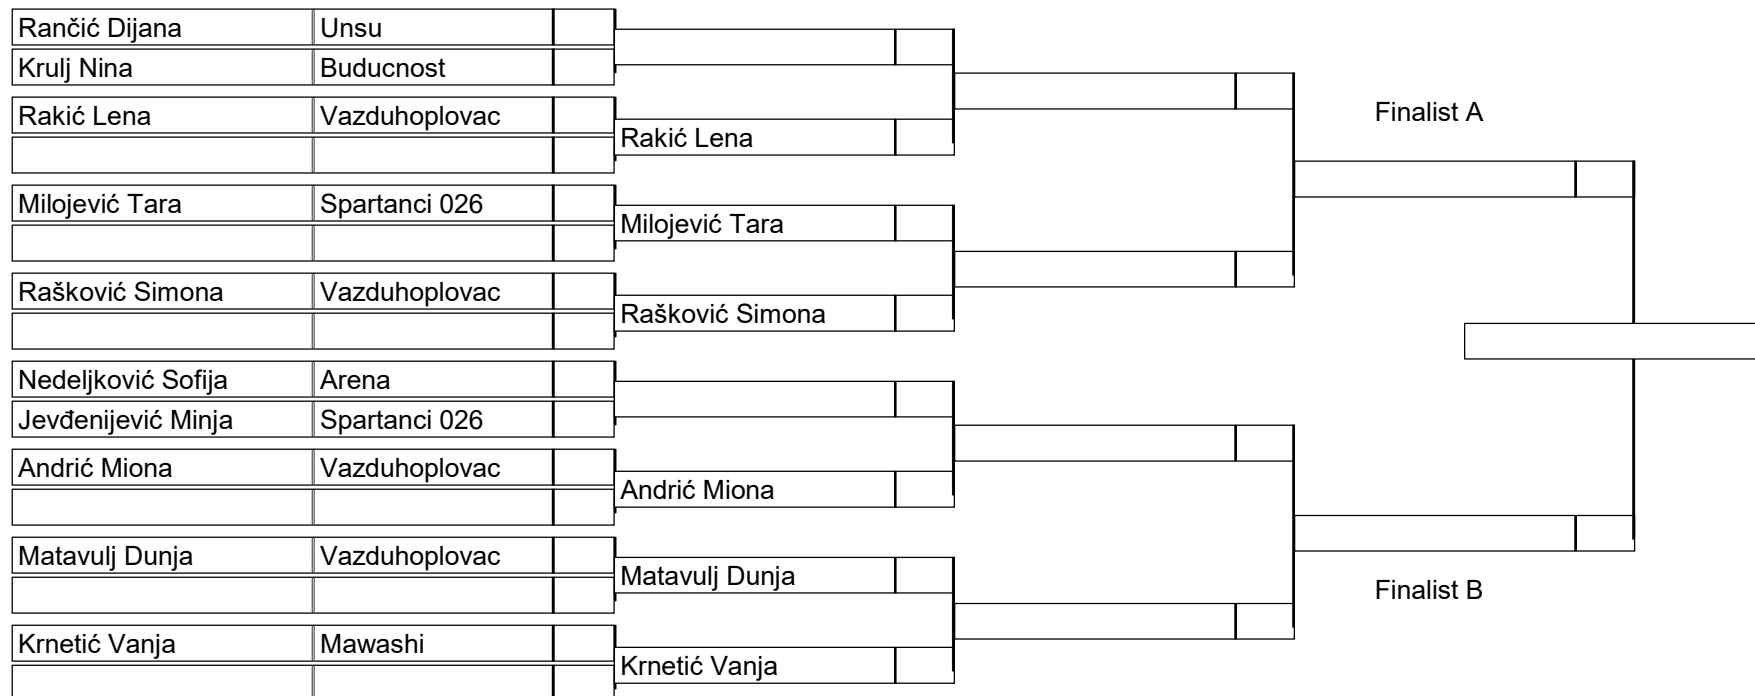 Rančić Dijana Unsu
Krulj Nina Buducnost
Rakić Lena Vazduhoplovac
Milojević Tara Spartanci 026
Rašković Simona Vazduhoplovac
Nedeljković Sofija Arena
Jevđenijević Minja Spartanci 026
Andrić Miona Vazduhoplovac
Matavulj Dunja Vazduhoplovac
Krnetić Vanja Mawashi
Rakić Lena
Milojević Tara
Rašković Simona
Andrić Miona
Matavulj Dunja
Krnetić Vanja
Finalist A
Finalist B